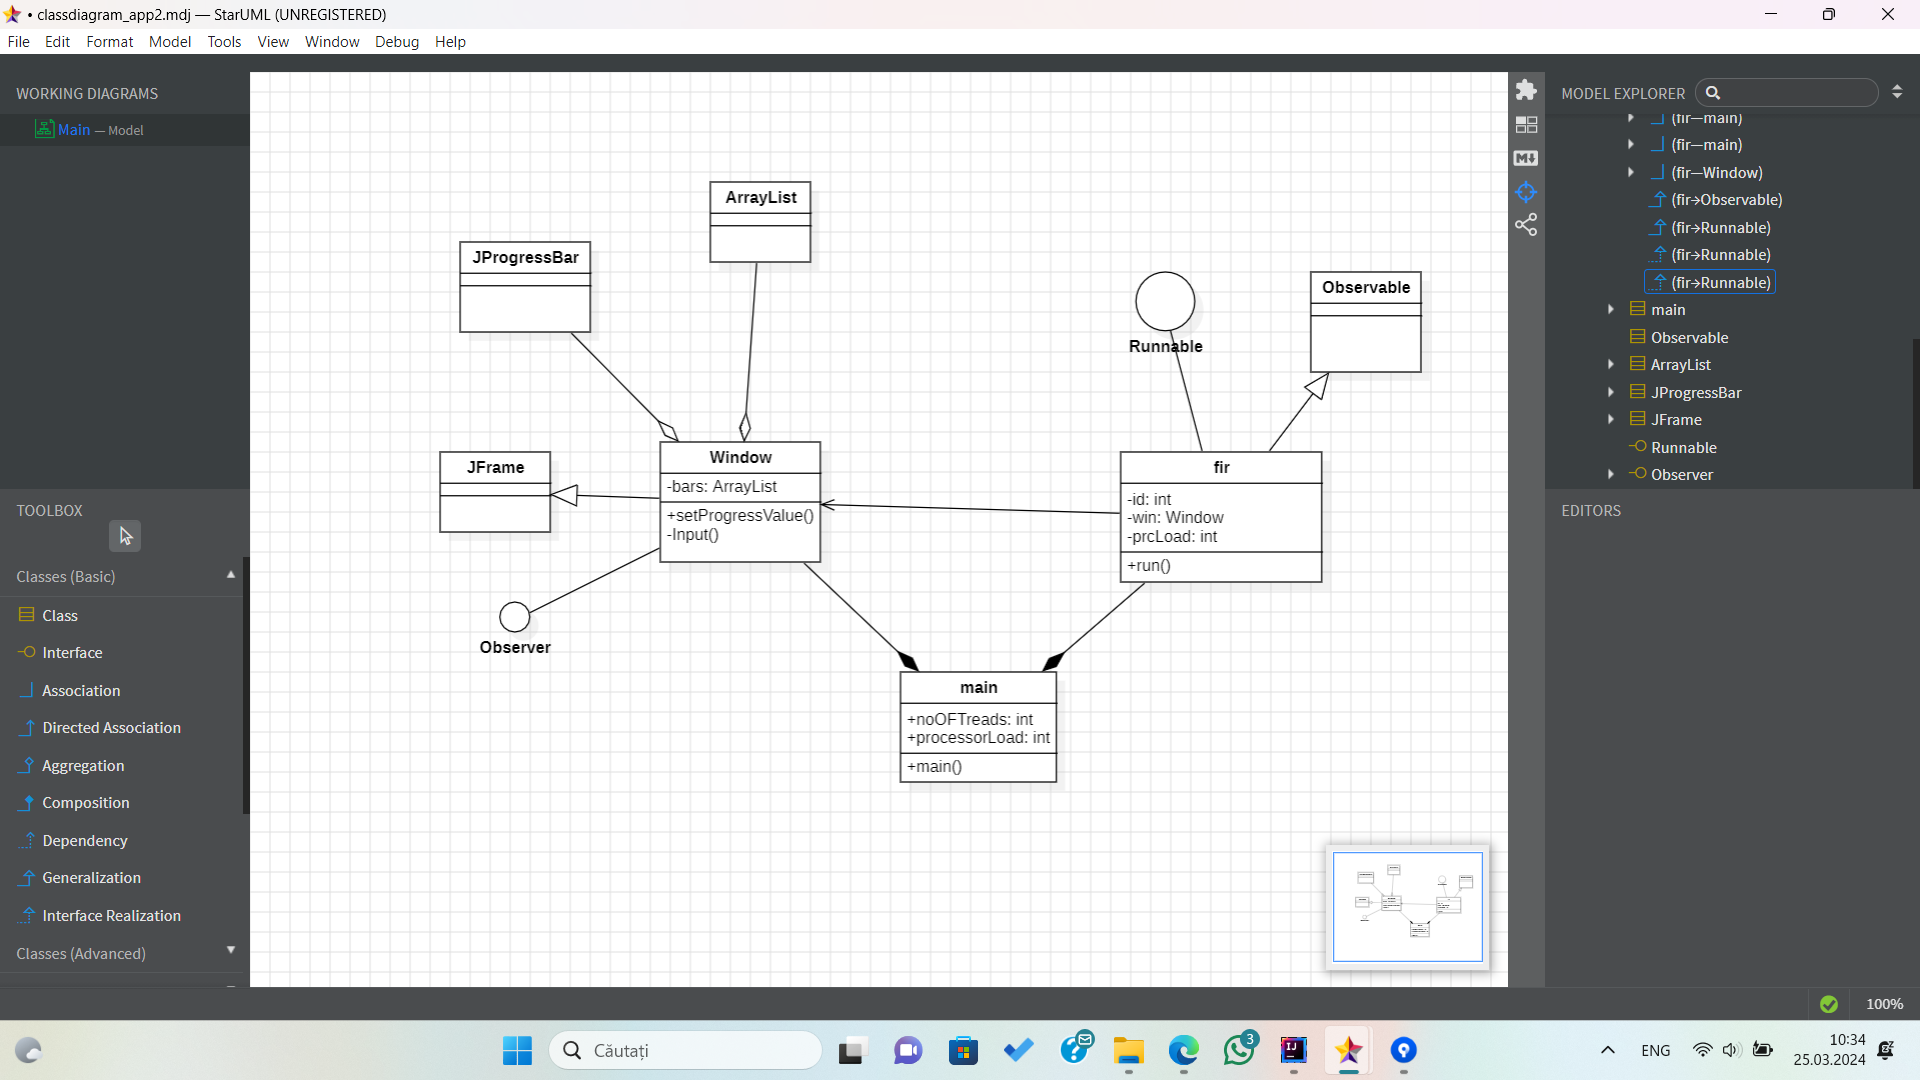 • classdiagram_app2.mdj — StarUML (UNREGISTERED)
File Edit Format Model Tools View Window Debug Help
WORKING DIAGRAMS
Main — Model
TOOLBOX
Classes (Basic)
Class
Interface
Association
Directed Association
Aggregation
Composition
Dependency
Generalization
Interface Realization
Classes (Advanced)
ArrayList
JProgressBar
Runnable
Observable
JFrame
Window
-bars: ArrayList
+setProgressValue()
-Input()
fir
-id: int
-win: Window
-prcLoad: int
+run()
Observer
main
+noOFTreads: int
+processorLoad: int
+main()
MODEL EXPLORER
(fir—main)
(fir—main)
(fir—Window)
(fir→Observable)
(fir→Runnable)
(fir→Runnable)
(fir→Runnable)
main
Observable
ArrayList
JProgressBar
JFrame
Runnable
Observer
EDITORS
100%
Căutați
3
ENG
10:34
25.03.2024